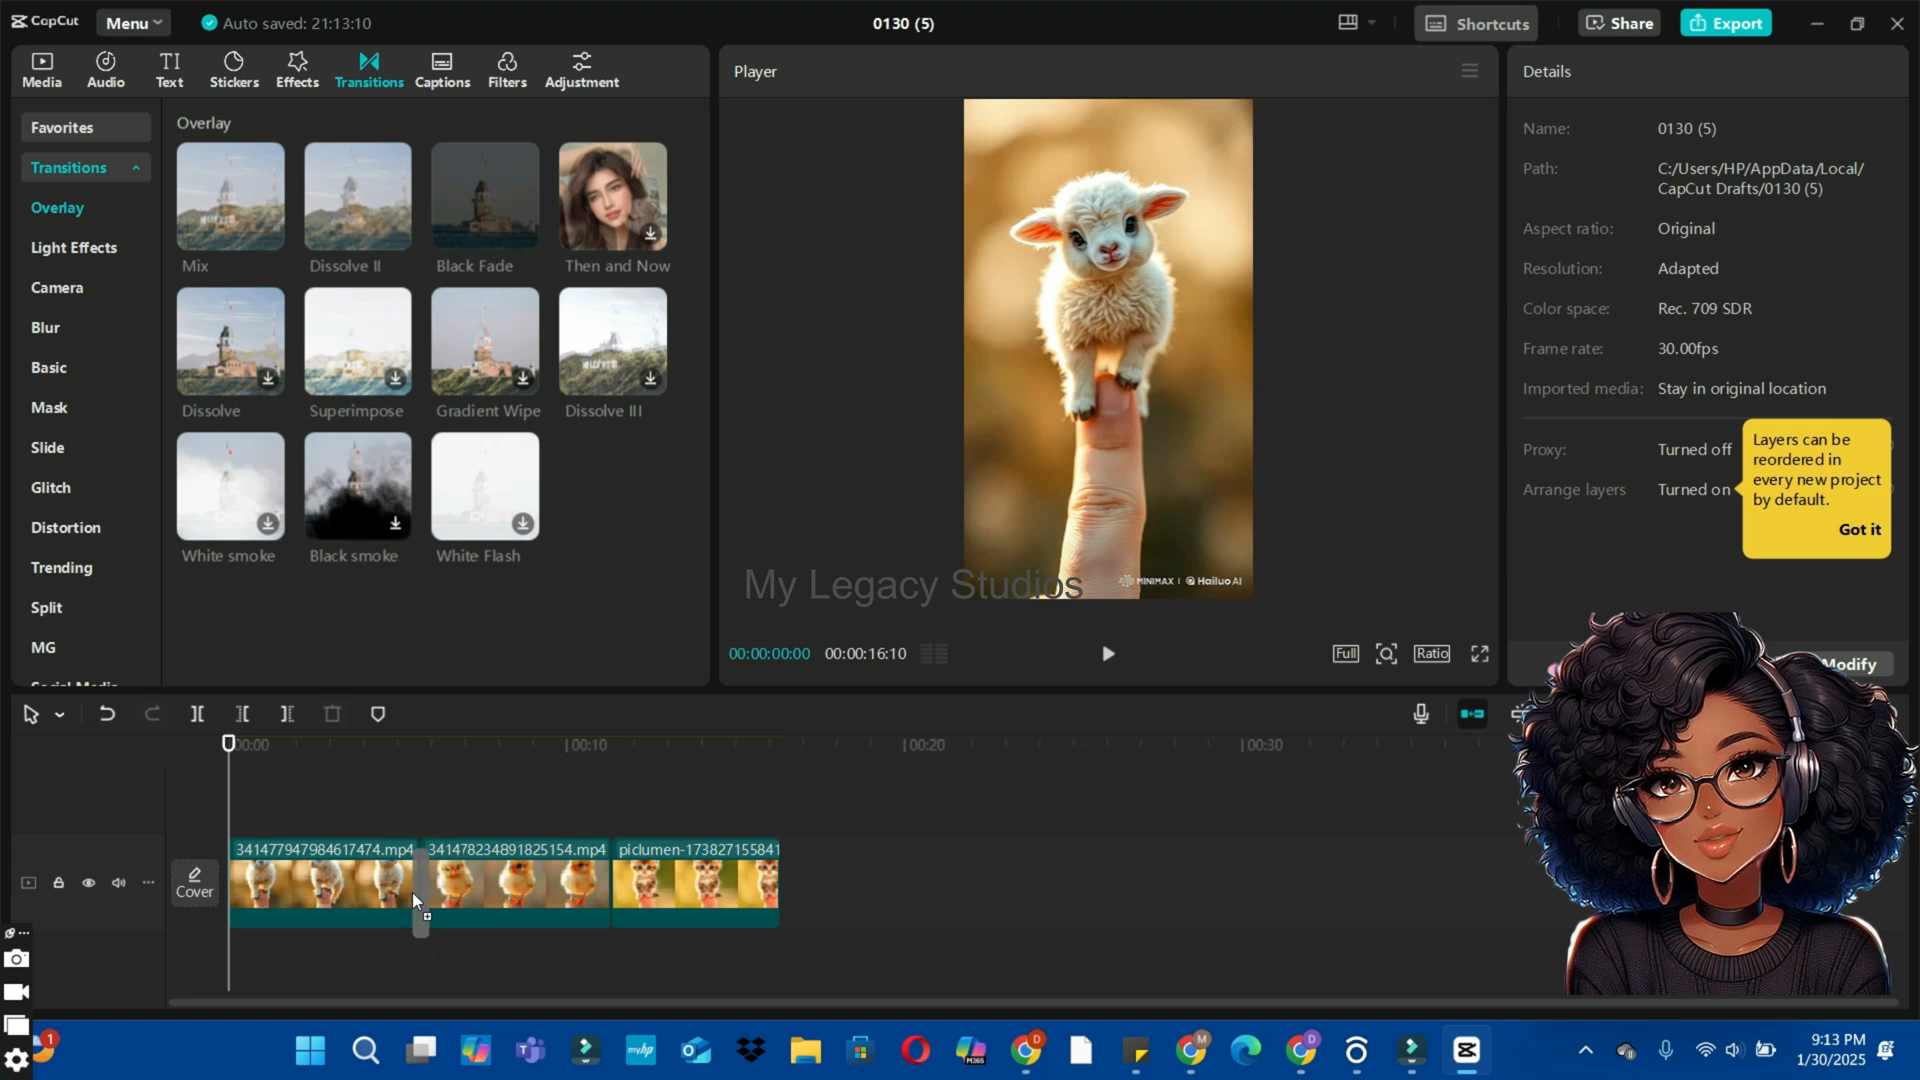 CapCut
Menu
Auto saved: 21:13:10
0130 (5)
Shortcuts
Share
Export
Media
Audio
TI
Text
Stickers
Effects
Transitions
Captions
Filters
Adjustment
Favorites
Transitions
Overlay
Light Effects
Camera
Blur
Basic
Mask
Slide
Glitch
Distortion
Trending
Split
MG
Social Media
Overlay
Mix
Dissolve II
Black Fade
Then and Now
Dissolve
Superimpose
Gradient Wipe
Dissolve III
White smoke
Black smoke
White Flash
Player
MINIMAX | Hailuo AI
My Legacy Studios
00:00:00:00
00:00:16:10
Full
Ratio
Details
Name: 0130 (5)
Path: C:/Users/HP/AppData/Local/
CapCut Drafts/0130 (5)
Aspect ratio: Original
Resolution: Adapted
Color space: Rec. 709 SDR
Frame rate: 30.00fps
Imported media: Stay in original location
Proxy: Turned off
Arrange layers Turned on
Layers can be
reordered in
every new project
by default.
Got it
Modify
00:00
00:10
00:20
00:30
Cover
341477947984617474.mp4
341478234891825154.mp4
piclumen-173827155841
1
myhp
M365
D
M
D
9:13 PM
1/30/2025